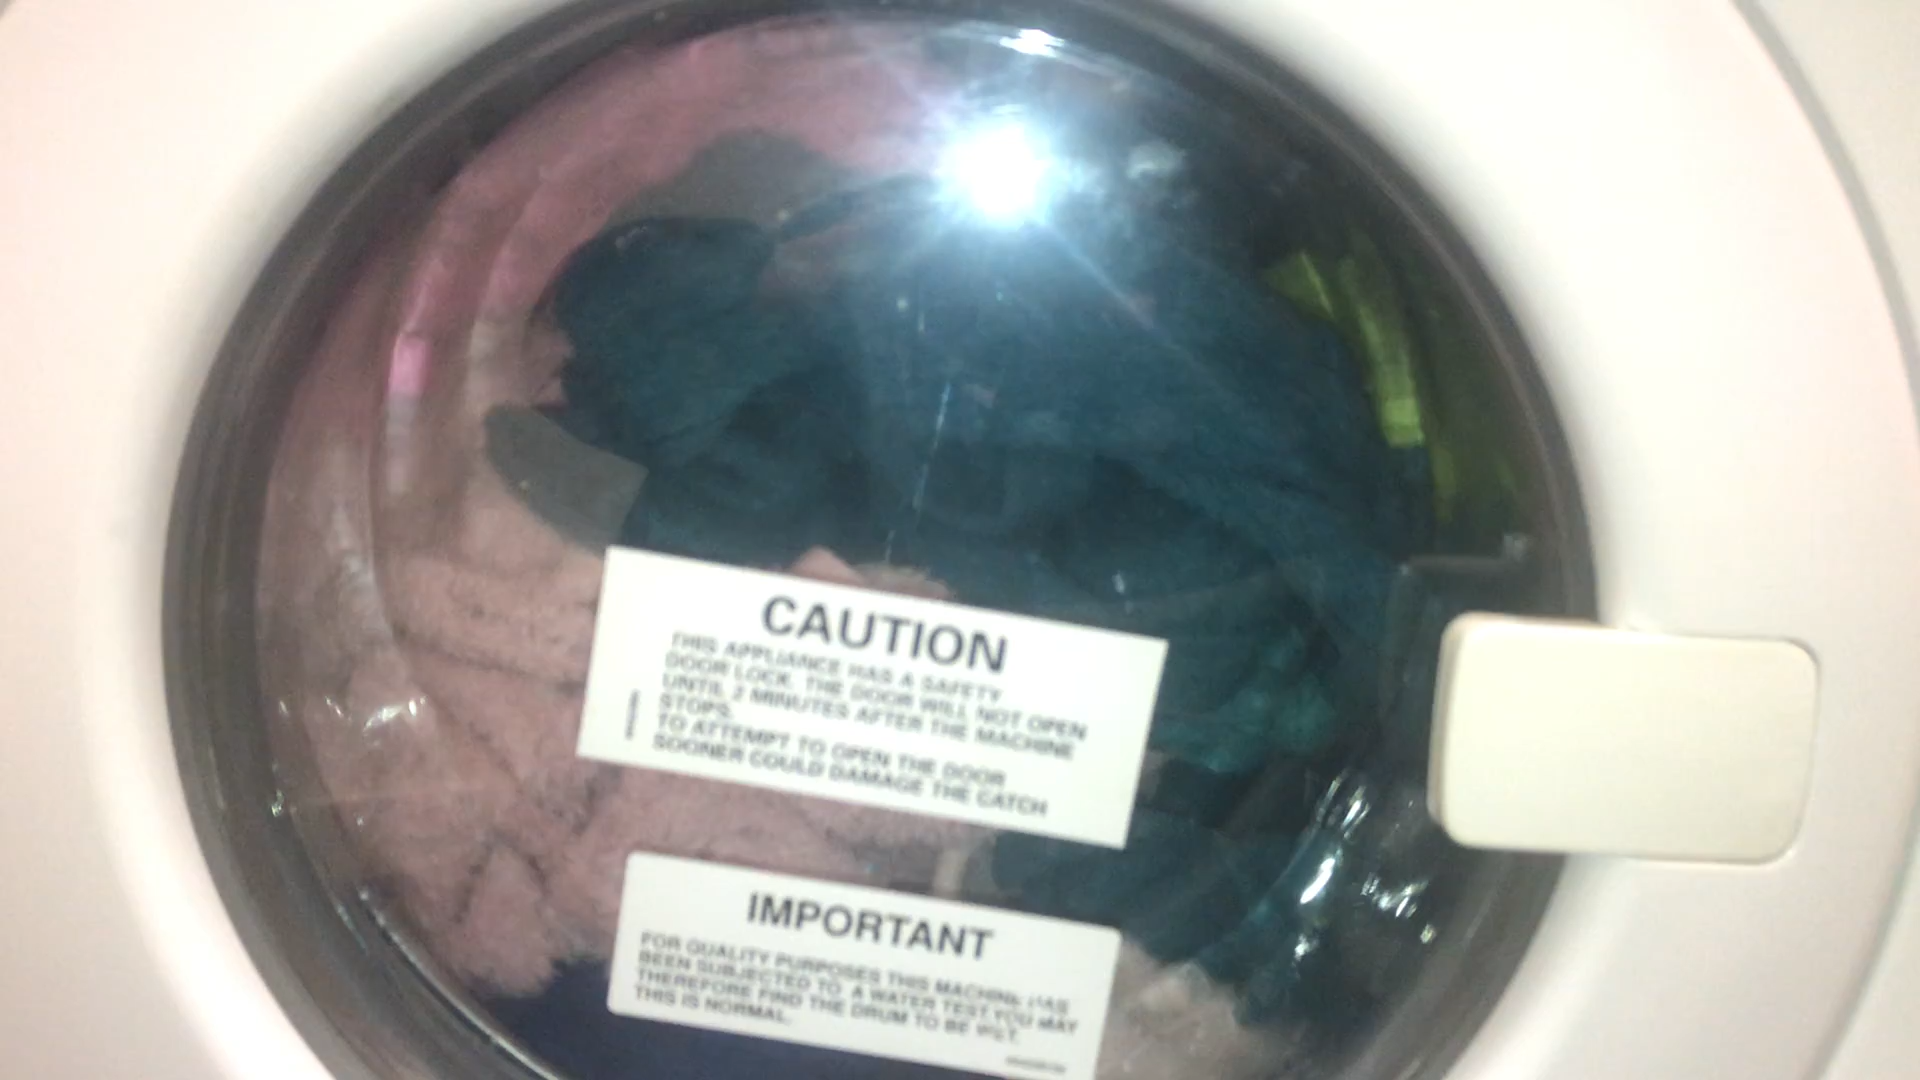 CAUTION
THIS APPLIANCE HAS A SAFETY
DOOR LOCK. THE DOOR WILL NOT OPEN
UNTIL 2 MINUTES AFTER THE MACHINE
STOPS.
TO ATTEMPT TO OPEN THE DOOR
SOONER COULD DAMAGE THE CATCH
IMPORTANT
FOR QUALITY PURPOSES THIS MACHINE HAS
BEEN SUBJECTED TO A WATER TEST.YOU MAY
THEREFORE FIND THE DRUM TO BE WET.
THIS IS NORMAL.